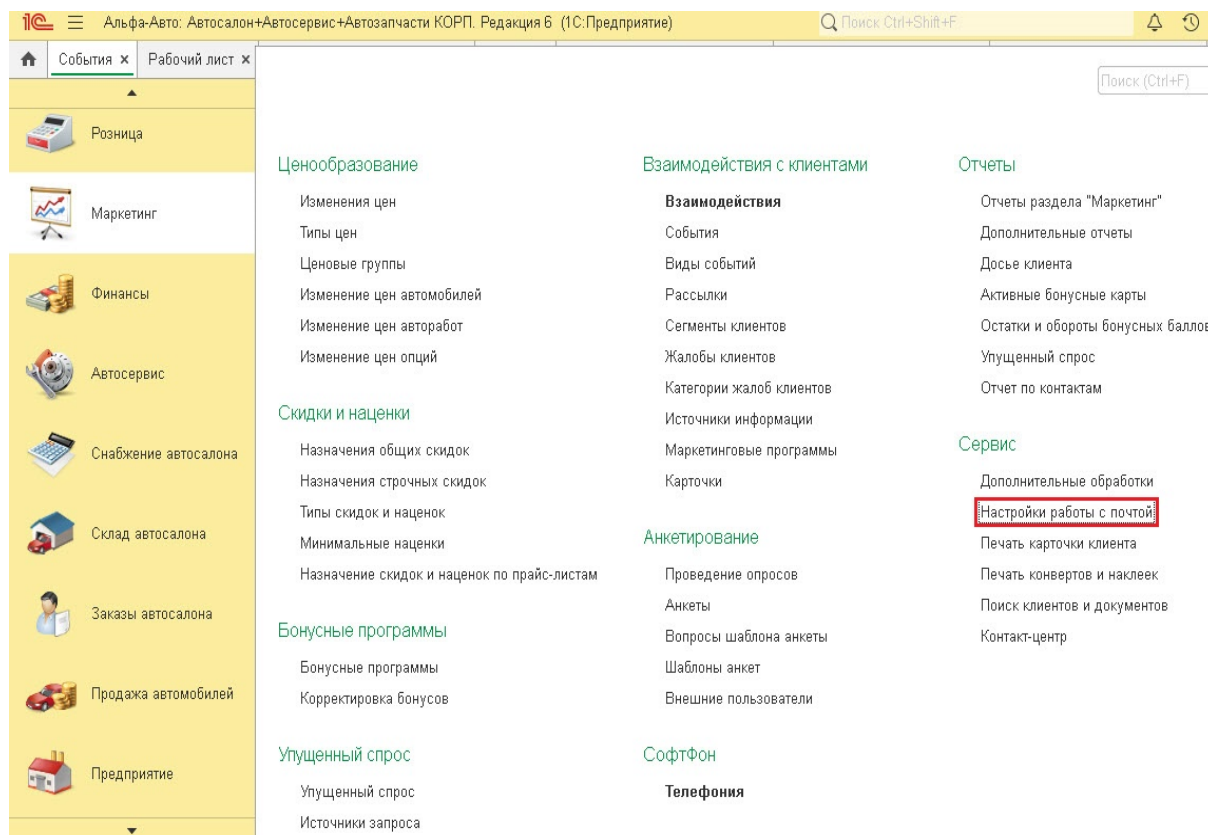 1С Альфа-Авто: Автосалон+Автосервис+Автозапчасти КОРП. Редакция 6 (1С:Предприятие) Поиск Ctrl+Shift+F
События × Рабочий лист ×
Поиск (Ctrl+F)
Розница
Маркетинг
Финансы
Автосервис
Снабжение автосалона
Склад автосалона
Заказы автосалона
Продажа автомобилей
Предприятие
Ценообразование
Изменения цен
Типы цен
Ценовые группы
Изменение цен автомобилей
Изменение цен авторабот
Изменение цен опций
Скидки и наценки
Назначения общих скидок
Назначения строчных скидок
Типы скидок и наценок
Минимальные наценки
Назначение скидок и наценок по прайс-листам
Бонусные программы
Бонусные программы
Корректировка бонусов
Упущенный спрос
Упущенный спрос
Источники запроса
Взаимодействия с клиентами
Взаимодействия
События
Виды событий
Рассылки
Сегменты клиентов
Жалобы клиентов
Категории жалоб клиентов
Источники информации
Маркетинговые программы
Карточки
Анкетирование
Проведение опросов
Анкеты
Вопросы шаблона анкеты
Шаблоны анкет
Внешние пользователи
СофтФон
Телефония
Отчеты
Отчеты раздела "Маркетинг"
Дополнительные отчеты
Досье клиента
Активные бонусные карты
Остатки и обороты бонусных баллов
Упущенный спрос
Отчет по контактам
Сервис
Дополнительные обработки
Настройки работы с почтой
Печать карточки клиента
Печать конвертов и наклеек
Поиск клиентов и документов
Контакт-центр